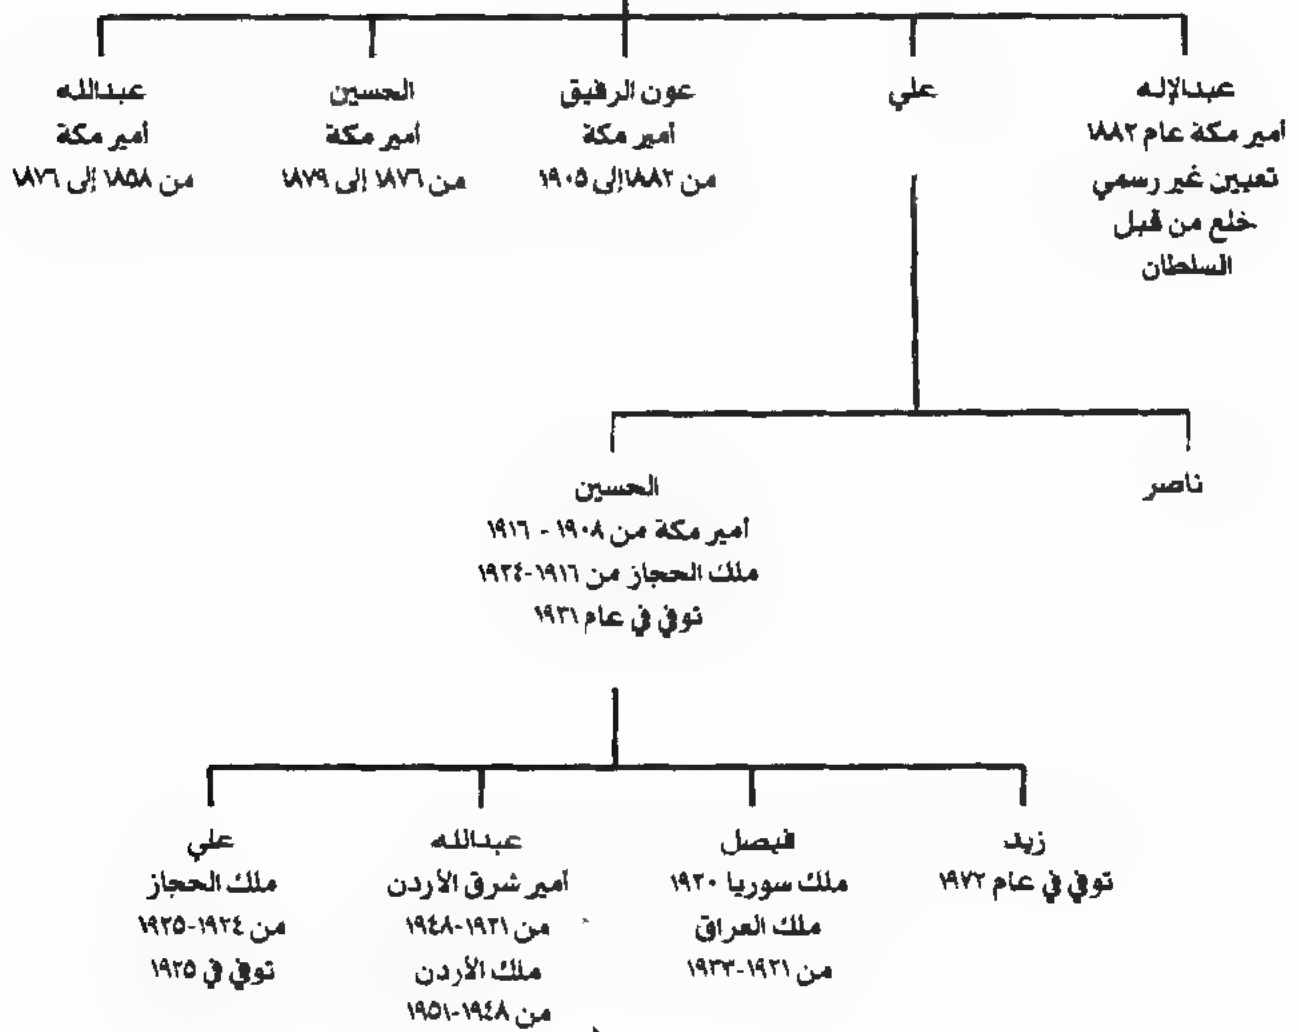 عبدالإله
أمير مكة عام ١٨٨٢
تعيين غير رسمي
خلع من قبل
السلطان
علي
عون الرفيق
أمير مكة
من ١٨٨٢ إلى ١٩٠٥
الحسين
أمير مكة
من ١٨٧٦ إلى ١٨٧٩
عبدالله
أمير مكة
من ١٨٥٨ إلى ١٨٧٦
ناصر
الحسين
أمير مكة من ١٩٠٨ - ١٩١٦
ملك الحجاز من ١٩١٦-١٩٢٤
توفي في عام ١٩٣١
زيد
توفي في عام ١٩٧٢
فيصل
ملك سوريا ١٩٢٠
ملك العراق
من ١٩٢١-١٩٣٣
عبدالله
أمير شرق الأردن
من ١٩٢١-١٩٤٨
ملك الأردن
من ١٩٤٨-١٩٥١
علي
ملك الحجاز
من ١٩٢٤-١٩٢٥
توفي في ١٩٢٥